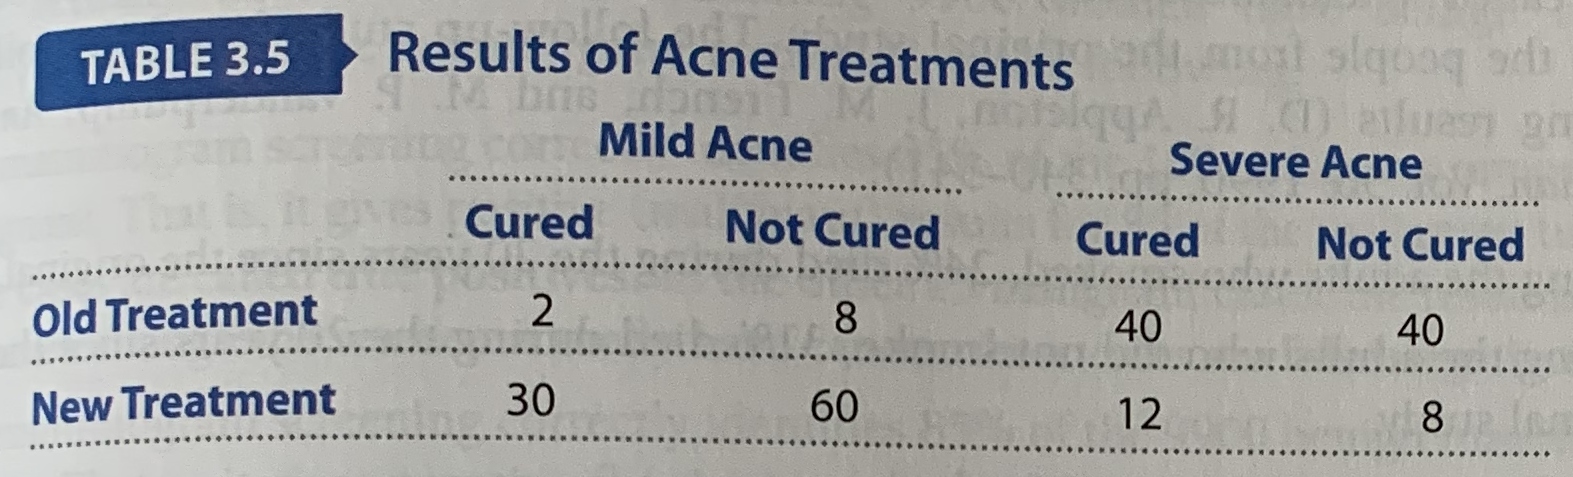 TABLE 3.5 Results of Acne Treatments
Mild Acne Severe Acne
Cured Not Cured Cured Not Cured
Old Treatment 2 8 40 40
New Treatment 30 60 12 8